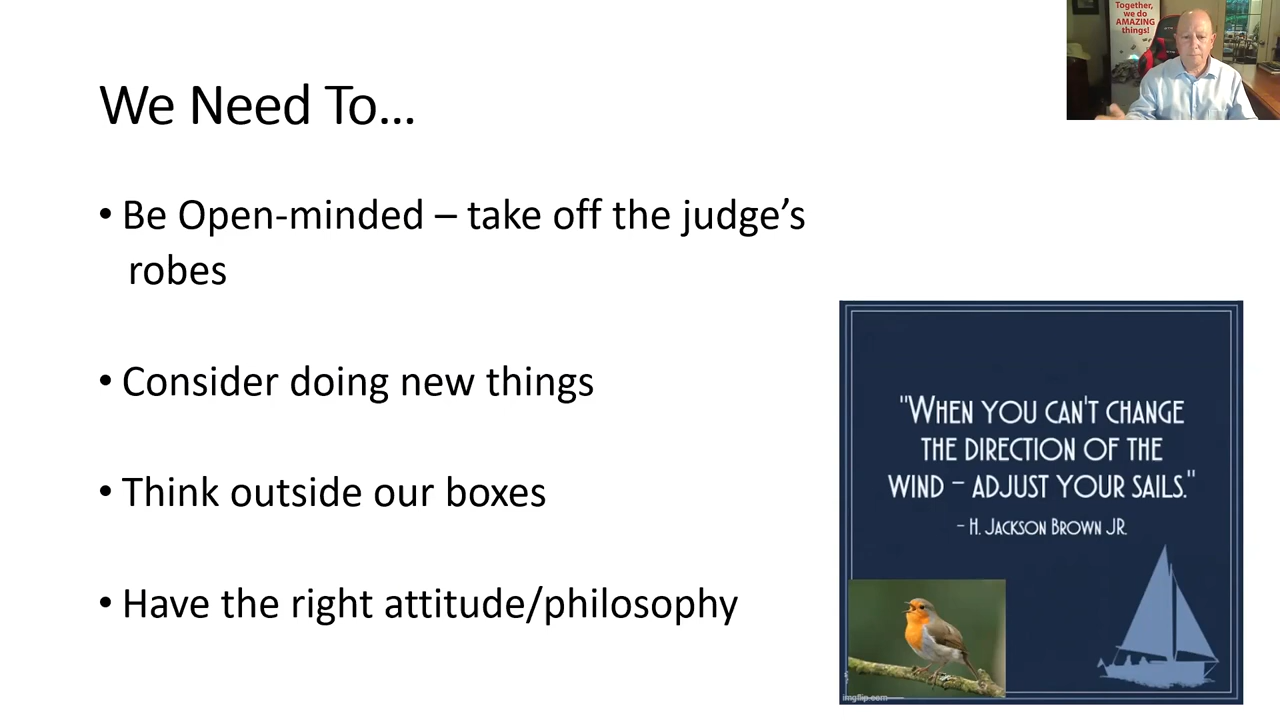 Together,
we do
AMAZING
things!
We Need To...
• Be Open-minded – take off the judge’s
robes
• Consider doing new things
• Think outside our boxes
• Have the right attitude/philosophy
"WHEN YOU CAN'T CHANGE
THE DIRECTION OF THE
WIND – ADJUST YOUR SAILS."
– H. JACKSON BROWN JR.
imgflip.com